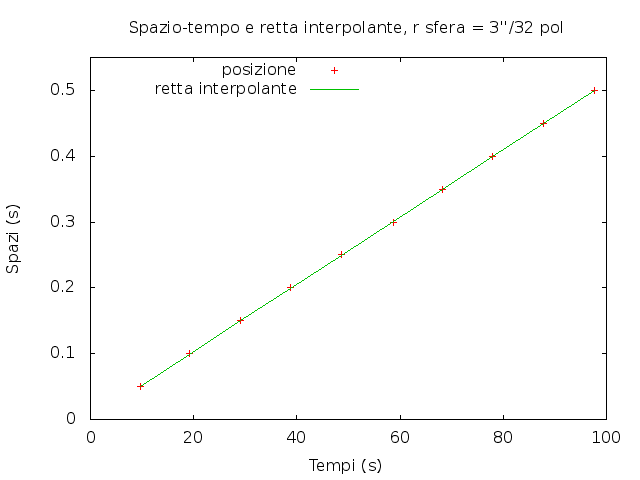 Spazio-tempo e retta interpolante, r sfera = 3"/32 pol
posizione
retta interpolante
0.5
0.4
0.3
0.2
0.1
0
Spazi (s)
0 20 40 60 80 100
Tempi (s)